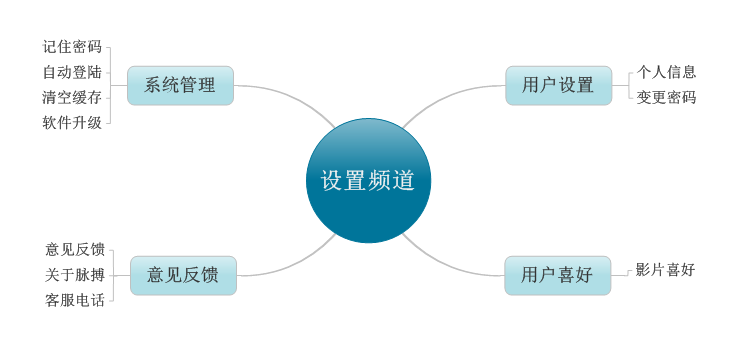 设置频道
系统管理
记住密码
自动登陆
清空缓存
软件升级
用户设置
个人信息
变更密码
意见反馈
意见反馈
关于脉搏
客服电话
用户喜好
影片喜好